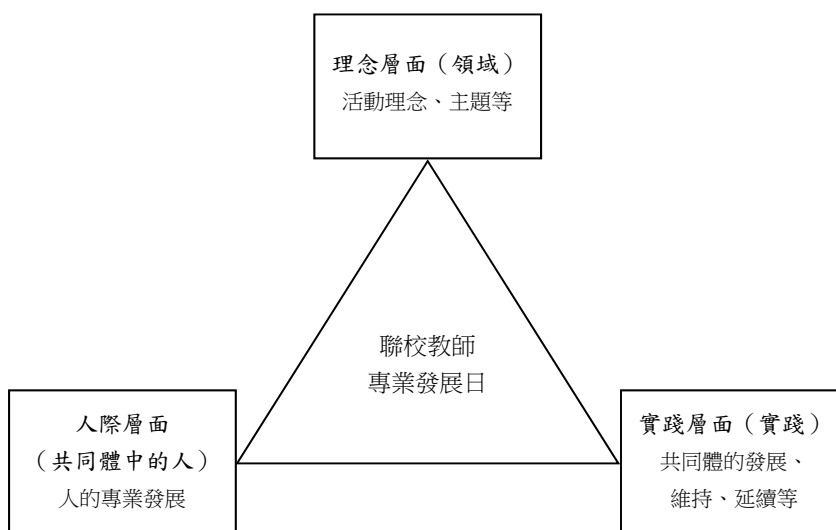 理念層面（領域）
活動理念、主題等
聯校教師
專業發展日
人際層面
（共同體中的人）
人的專業發展
實踐層面（實踐）
共同體的發展、
維持、延續等